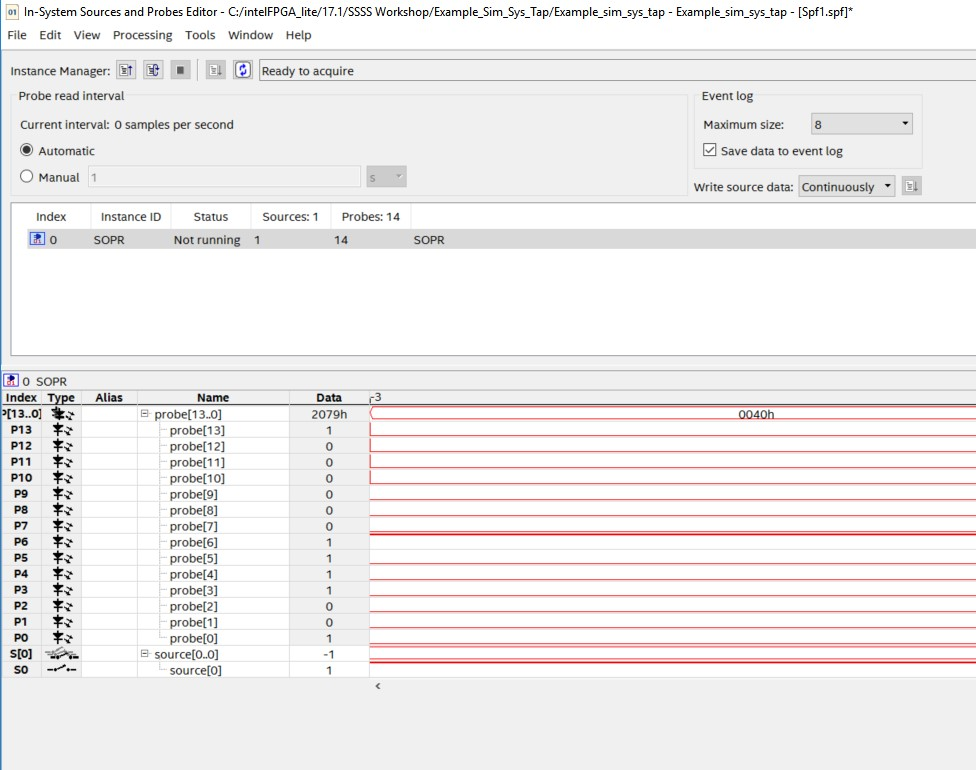 In-System Sources and Probes Editor - C:/intelFPGA_lite/17.1/SSSS Workshop/Example_Sim_Sys_Tap/Example_sim_sys_tap - Example_sim_sys_tap - [Spf1.spf]*
File Edit View Processing Tools Window Help
Instance Manager: Ready to acquire
Probe read interval Event log
Current interval: 0 samples per second Maximum size: 8
Automatic Save data to event log
Manual 1 s Write source data: Continuously
Index Instance ID Status Sources: 1 Probes: 14
0 SOPR Not running 1 14 SOPR
0 SOPR
Index Type Alias Name Data -3
P[13..0] probe[13..0] 2079h 0040h
P13 probe[13] 1
P12 probe[12] 0
P11 probe[11] 0
P10 probe[10] 0
P9 probe[9] 0
P8 probe[8] 0
P7 probe[7] 0
P6 probe[6] 1
P5 probe[5] 1
P4 probe[4] 1
P3 probe[3] 1
P2 probe[2] 0
P1 probe[1] 0
P0 probe[0] 1
S[0] source[0..0] -1
S0 source[0] 1